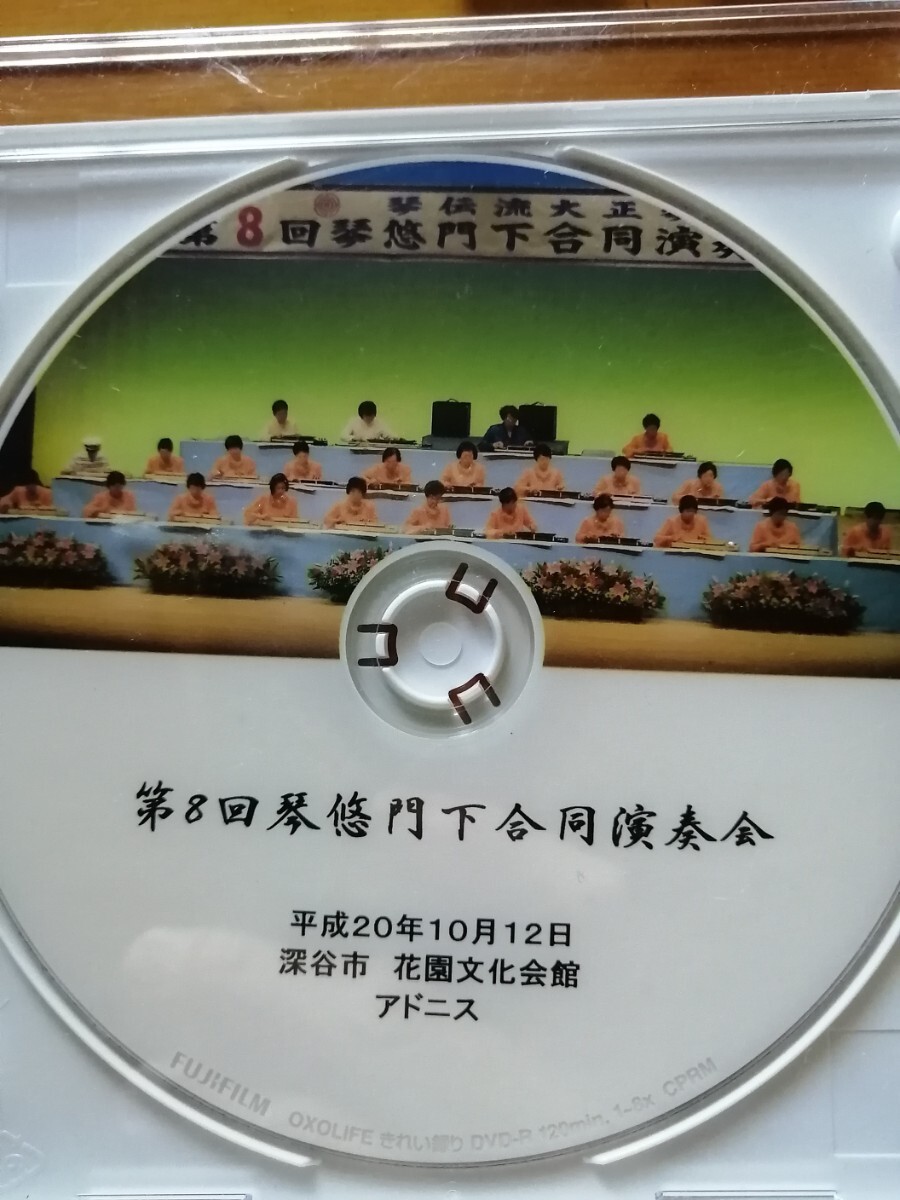 琴伝流大正
第8回琴悠門下合同演奏
第8回琴悠門下合同演奏会
平成20年10月12日
深谷市 花園文化会館
アドニス
FUJIFILM OXOLIFE きれい録り DVD-R 120min. 1-8x CPRM